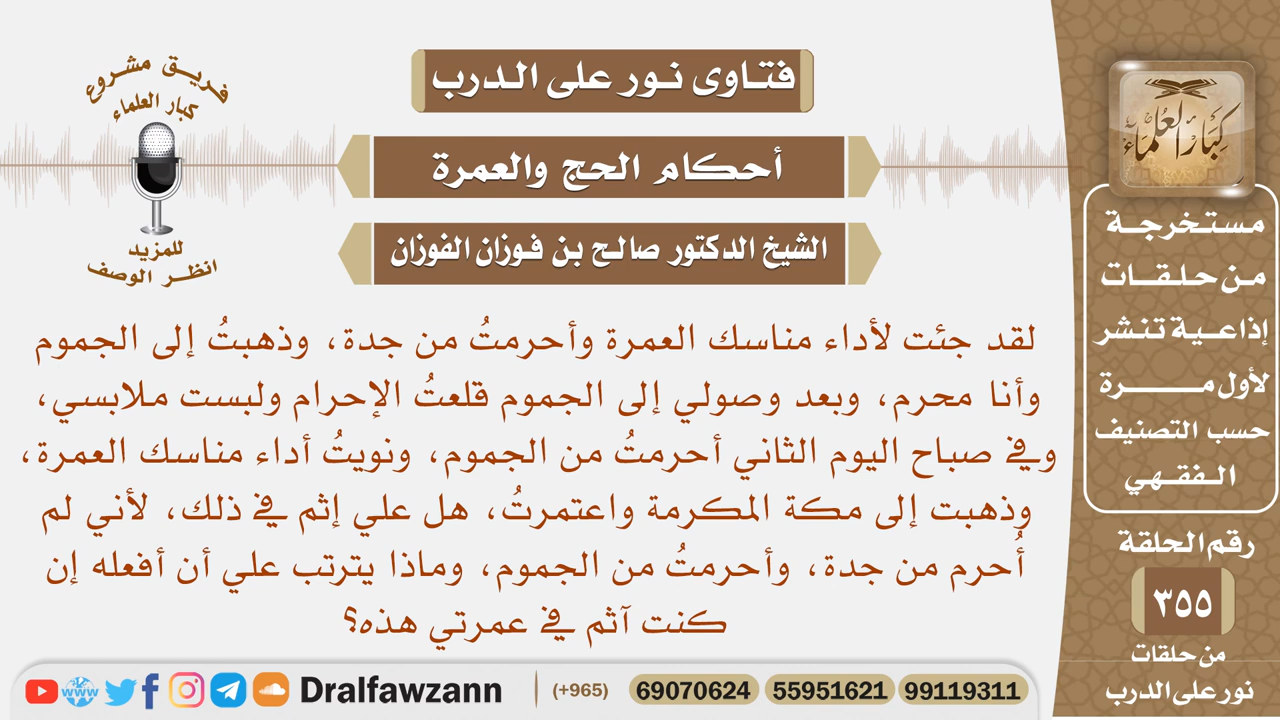 فتاوى نور على الدرب
أحكام الحج والعمرة
الشيخ الدكتور صالح بن فوزان الفوزان
فريق مشروع
كبار العلماء
للمزيد
انظر الوصف
لقد جئت لأداء مناسك العمرة وأحرمتُ من جدة، وذهبتُ إلى الجموم
وأنا محرم، وبعد وصولي إلى الجموم قلعتُ الإحرام ولبست ملابسي،
وفي صباح اليوم الثاني أحرمتُ من الجموم، ونويتُ أداء مناسك العمرة،
وذهبت إلى مكة المكرمة واعتمرتُ، هل علي إثم في ذلك، لأني لم
أُحرم من جدة، وأحرمتُ من الجموم، وماذا يترتب علي أن أفعله إن
كنت آثم في عمرتي هذه؟
كبار العلماء
مستخرجة
من حلقات
إذاعية تنشر
لأول مرة
حسب التصنيف
الفقهي
رقم الحلقة
٣٥٥
من حلقات
نور على الدرب
www
Dralfawzann
(+965)
69070624
55951621
99119311